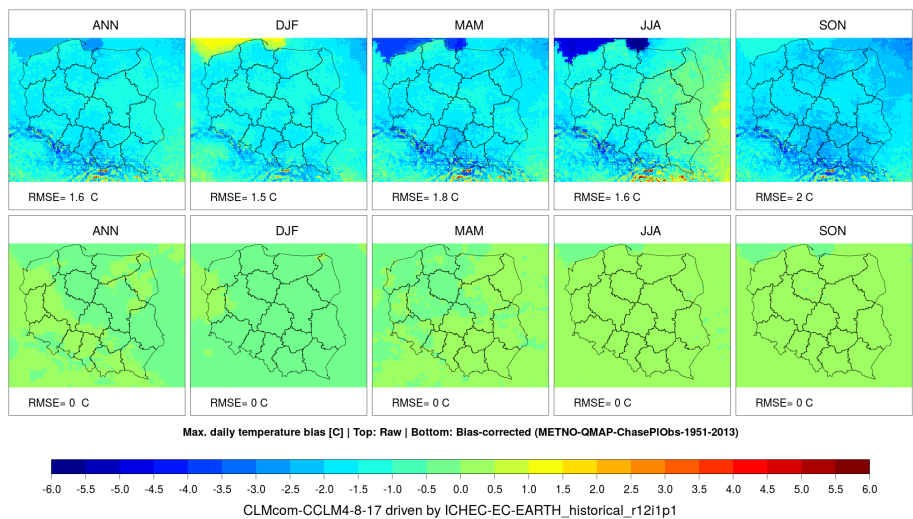 ANN DJF MAM JJA SON
RMSE= 1.6  C RMSE= 1.5 C RMSE= 1.8 C RMSE= 1.6 C RMSE= 2 C
ANN DJF MAM JJA SON
RMSE= 0  C RMSE= 0 C RMSE= 0 C RMSE= 0 C RMSE= 0 C
Max. daily temperature bias [C] | Top: Raw | Bottom: Bias-corrected (METNO-QMAP-ChasePlObs-1951-2013)
-6.0 -5.5 -5.0 -4.5 -4.0 -3.5 -3.0 -2.5 -2.0 -1.5 -1.0 -0.5 0.0 0.5 1.0 1.5 2.0 2.5 3.0 3.5 4.0 4.5 5.0 5.5 6.0
CLMcom-CCLM4-8-17 driven by ICHEC-EC-EARTH_historical_r12i1p1